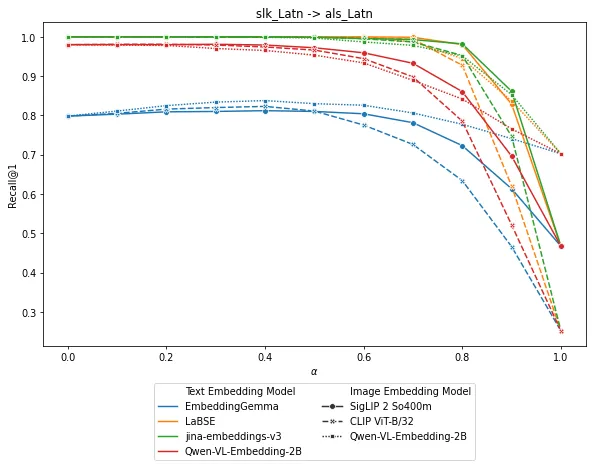 slk_Latn -> als_Latn
Recall@1
1.0
0.9
0.8
0.7
0.6
0.5
0.4
0.3
0.0 0.2 0.4 0.6 0.8 1.0
α
Text Embedding Model
EmbeddingGemma
LaBSE
jina-embeddings-v3
Qwen-VL-Embedding-2B
Image Embedding Model
SigLIP 2 So400m
CLIP ViT-B/32
Qwen-VL-Embedding-2B